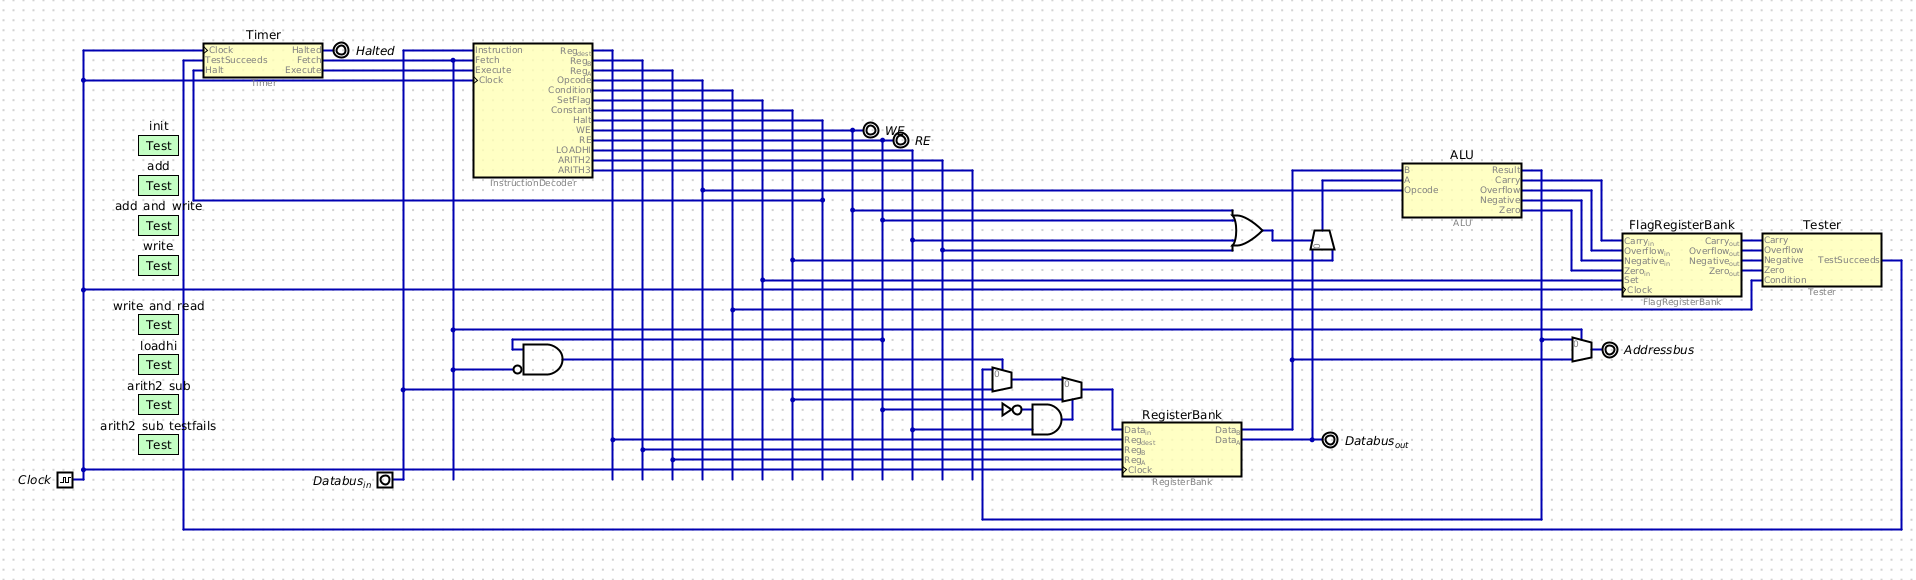 Timer
Clock Halted
TestSucceeds Fetch
Halt Execute
Timer
Halted
Instruction Reg dest
Fetch Reg B
Execute Reg A
Clock Opcode
Condition
SetFlag
Constant
Halt
WE
RE
LOADHI
ARITH2
ARITH3
InstructionDecoder
WE
RE
init
Test
add
Test
add and write
Test
write
Test
write and read
Test
loadhi
Test
arith2 sub
Test
arith2 sub testfails
Test
ALU
B Result
A Carry
Opcode Overflow
Negative
Zero
ALU
FlagRegisterBank
Carry in Carry out
Overflow in Overflow out
Negative in Negative out
Zero in Zero out
Set
Clock
FlagRegisterBank
Tester
Carry
Overflow
Negative TestSucceeds
Zero
Condition
Tester
0
0
Addressbus
0
0
RegisterBank
Data in Data B
Reg dest Data A
Reg B
Reg A
Clock
RegisterBank
Databus out
Clock
Databus in